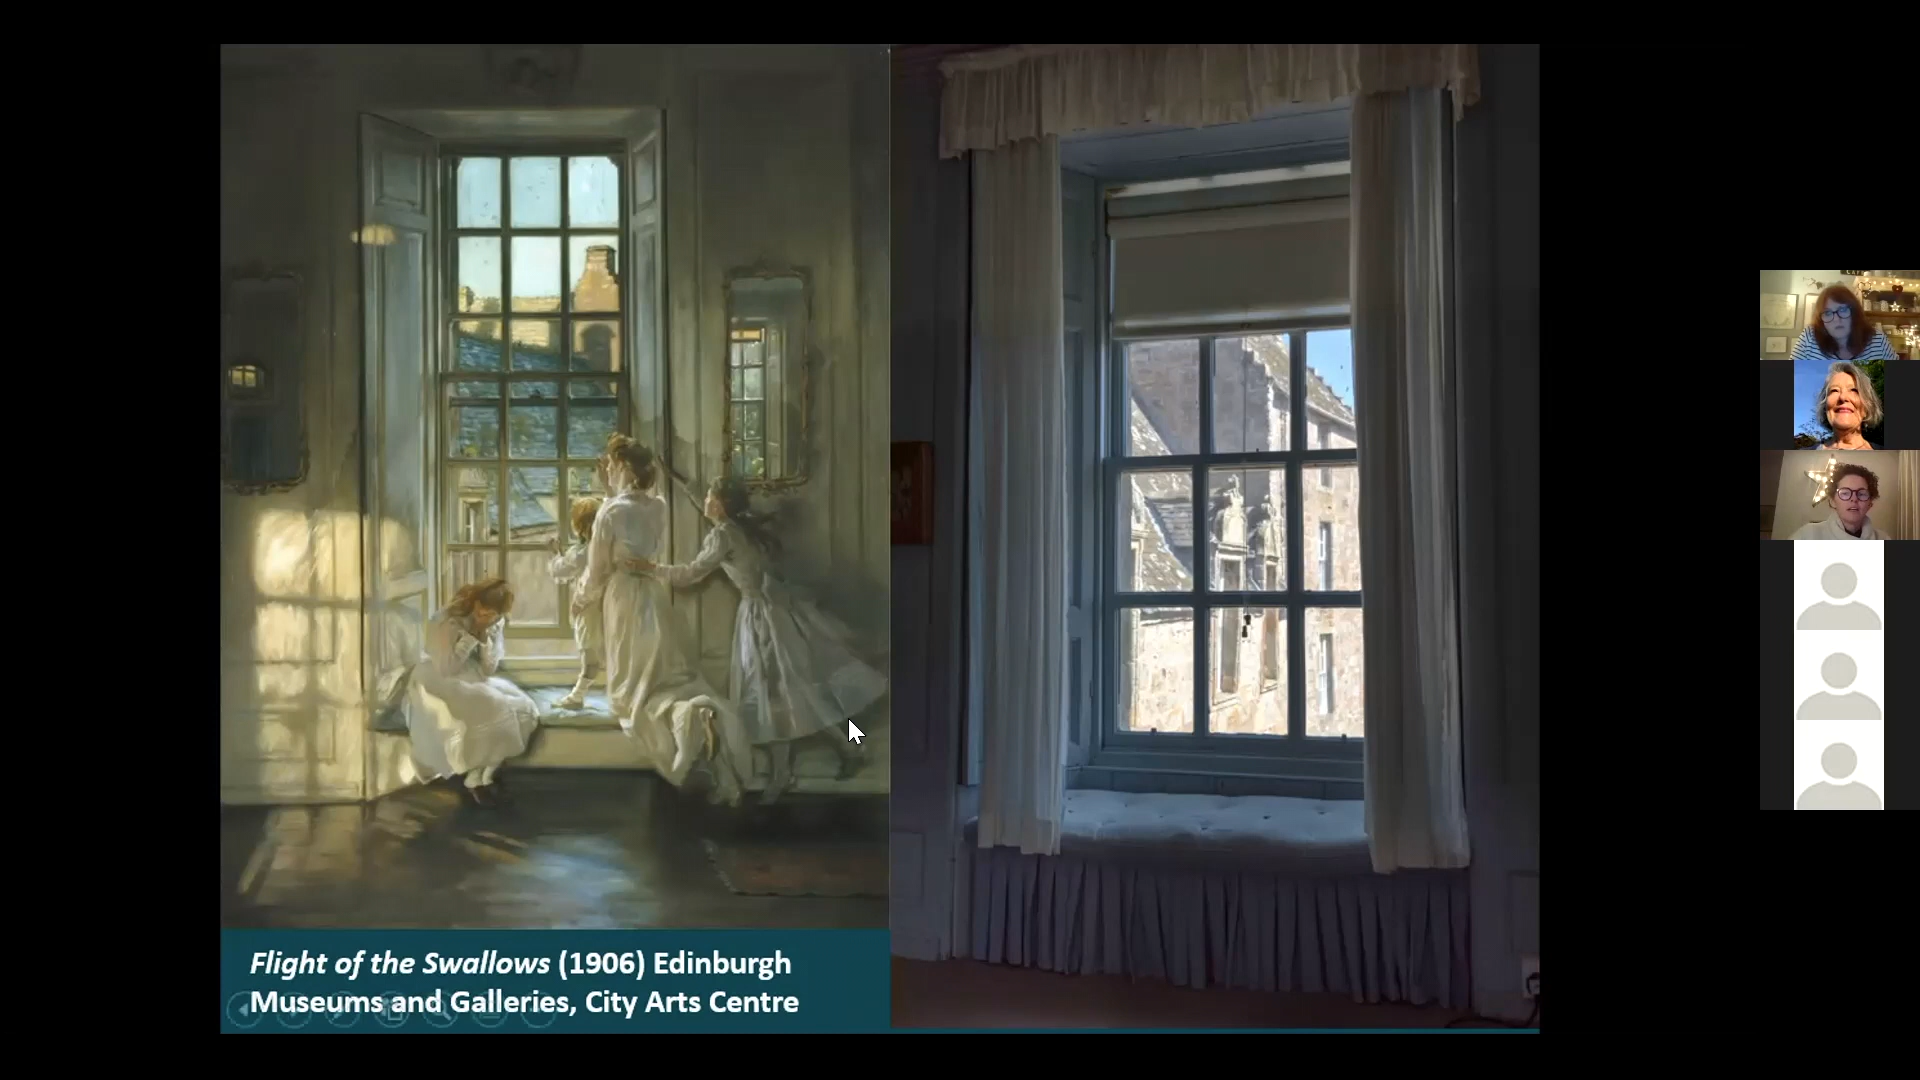 Flight of the Swallows (1906) Edinburgh
Museums and Galleries, City Arts Centre